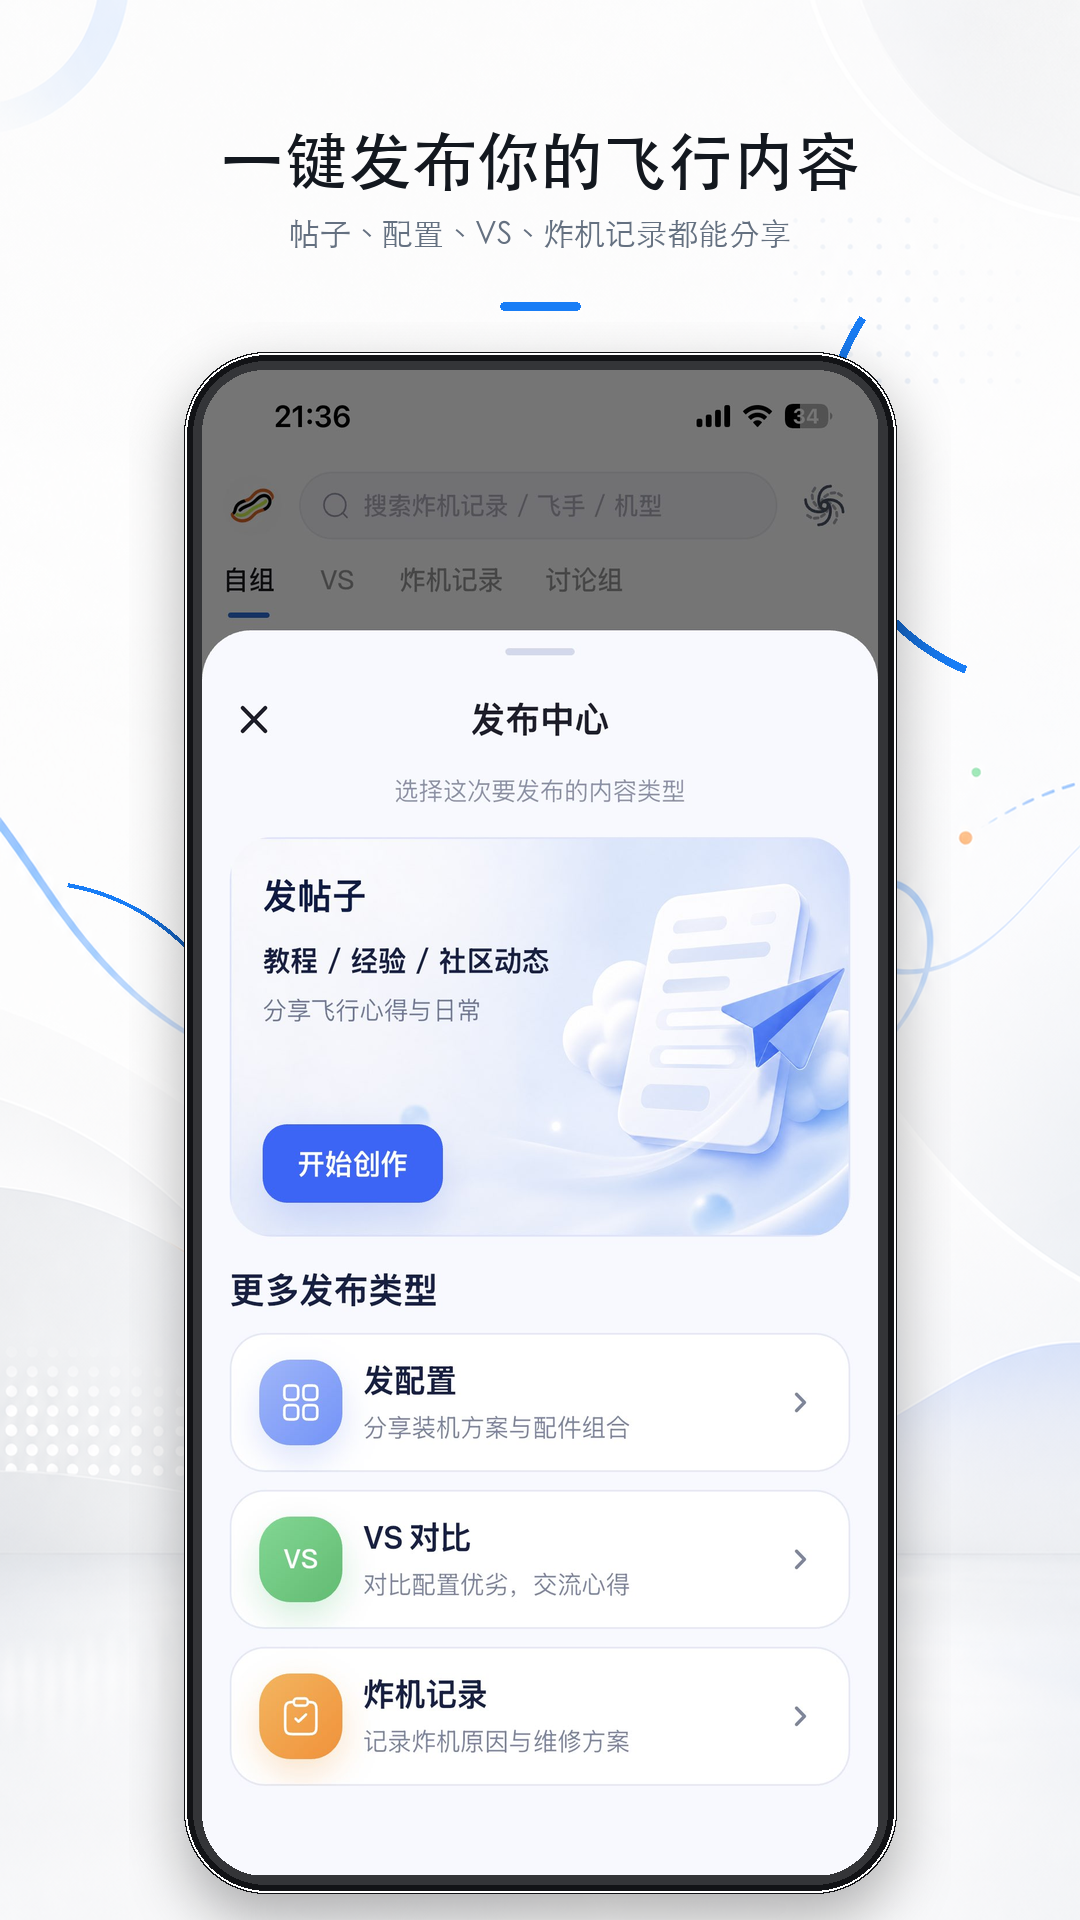 一键发布你的飞行内容
帖子、配置、VS、炸机记录都能分享
21:36
34
搜索炸机记录 / 飞手 / 机型
自组 VS 炸机记录 讨论组
发布中心
选择这次要发布的内容类型
发帖子
教程 / 经验 / 社区动态
分享飞行心得与日常
开始创作
更多发布类型
发配置
分享装机方案与配件组合
VS
VS 对比
对比配置优劣，交流心得
炸机记录
记录炸机原因与维修方案